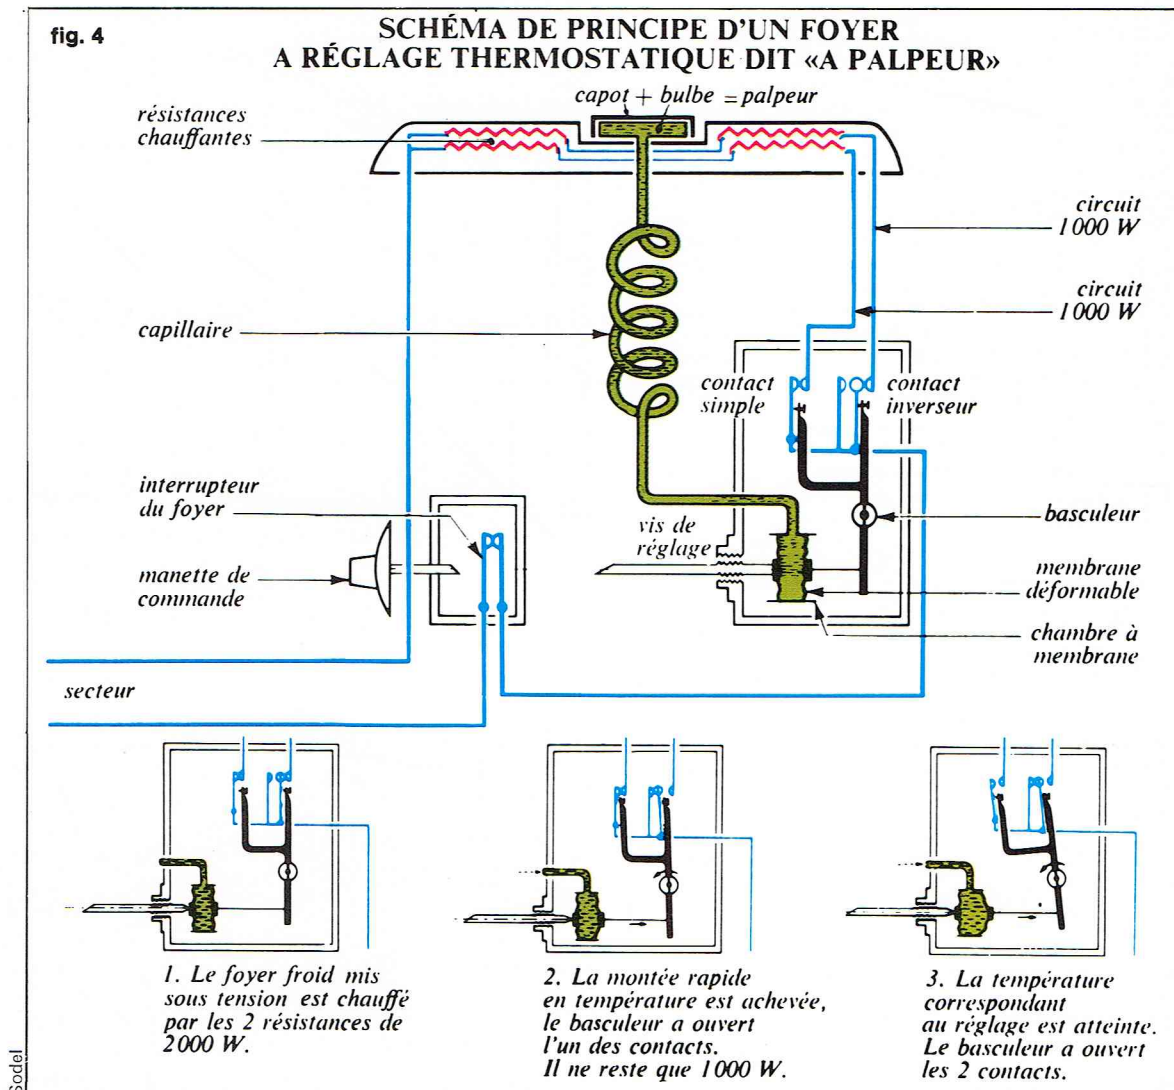 fig. 4
SCHÉMA DE PRINCIPE D'UN FOYER
A RÉGLAGE THERMOSTATIQUE DIT «A PALPEUR»
capot + bulbe = palpeur
résistances
chauffantes
circuit
1000 W
circuit
1000 W
capillaire
contact
simple
contact
inverseur
interrupteur
du foyer
vis de
réglage
basculeur
manette de
commande
membrane
déformable
chambre à
membrane
secteur
1. Le foyer froid mis
sous tension est chauffé
par les 2 résistances de
2000 W.
2. La montée rapide
en température est achevée,
le basculeur a ouvert
l'un des contacts.
Il ne reste que 1000 W.
3. La température
correspondant
au réglage est atteinte.
Le basculeur a ouvert
les 2 contacts.
Sodel